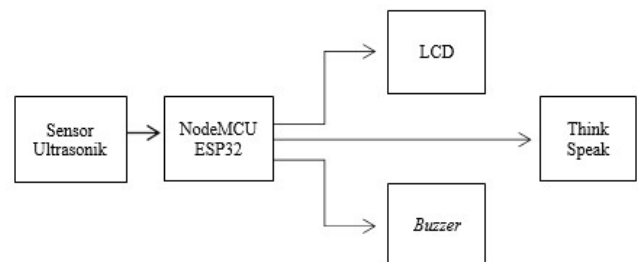 Sensor
Ultrasonik
NodeMCU
ESP32
LCD
Think
Speak
Buzzer